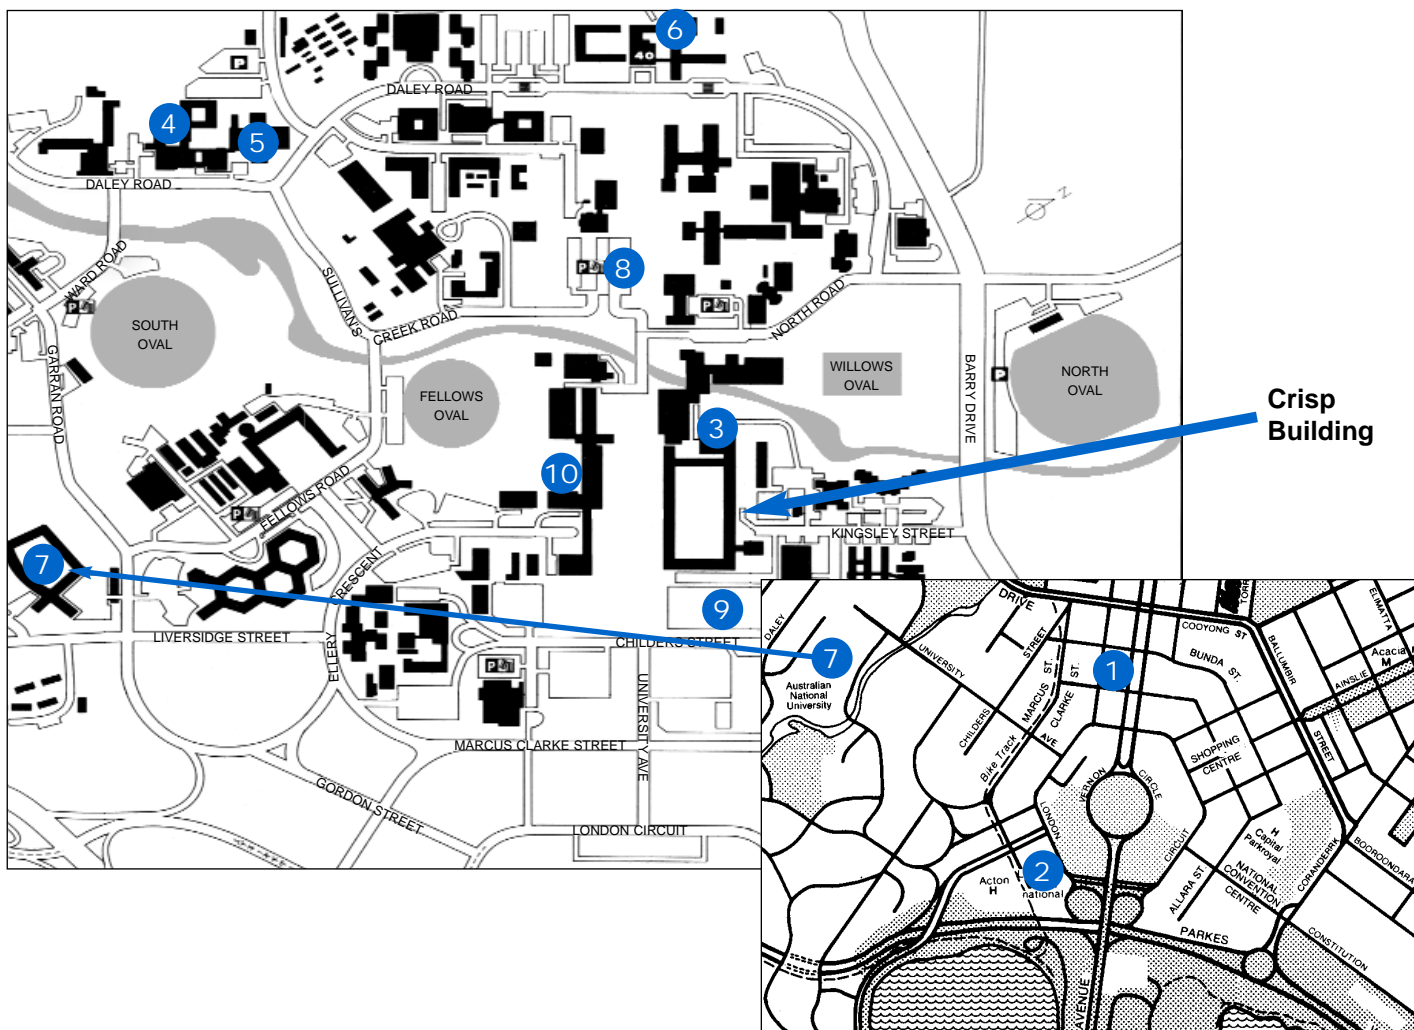 6
40
P
DALEY ROAD
4
5
DALEY ROAD
N
WARD ROAD
SULLIVAN'S
CREEK ROAD
P
8
P
NORTH ROAD
P
SOUTH
OVAL
GARRAN ROAD
FELLOWS
OVAL
WILLOWS
OVAL
BARRY DRIVE
P
NORTH
OVAL
Crisp
Building
3
10
FELLOWS ROAD
P
KINGSLEY STREET
7
CRESCENT
ELLERY
9
LIVERSIDGE STREET
CHILDERS STREET
P
UNIVERSITY AVE
MARCUS CLARKE STREET
GORDON STREET
LONDON CIRCUIT
DALEY
DRIVE
STREET
UNIVERSITY
AVE
7
Australian
National
University
CHILDERS
Bike Track
MARCUS
CLARKE
ST.
ST.
1
COOYONG ST
BUNDA ST.
BALLUMBIR
STREET
ELIMATTA
Acacia
M
AINSLIE
SHOPPING
CENTRE
VERNON
CIRCLE
LONDON
CIRCUIT
2
Acton
H
national
H
Capital
Parkroyal
NATIONAL
CONVENTION
CENTRE
ALLARA ST.
CORANDERRK
BOOROONDARA
CONSTITUTION
PARKES
AVENUE